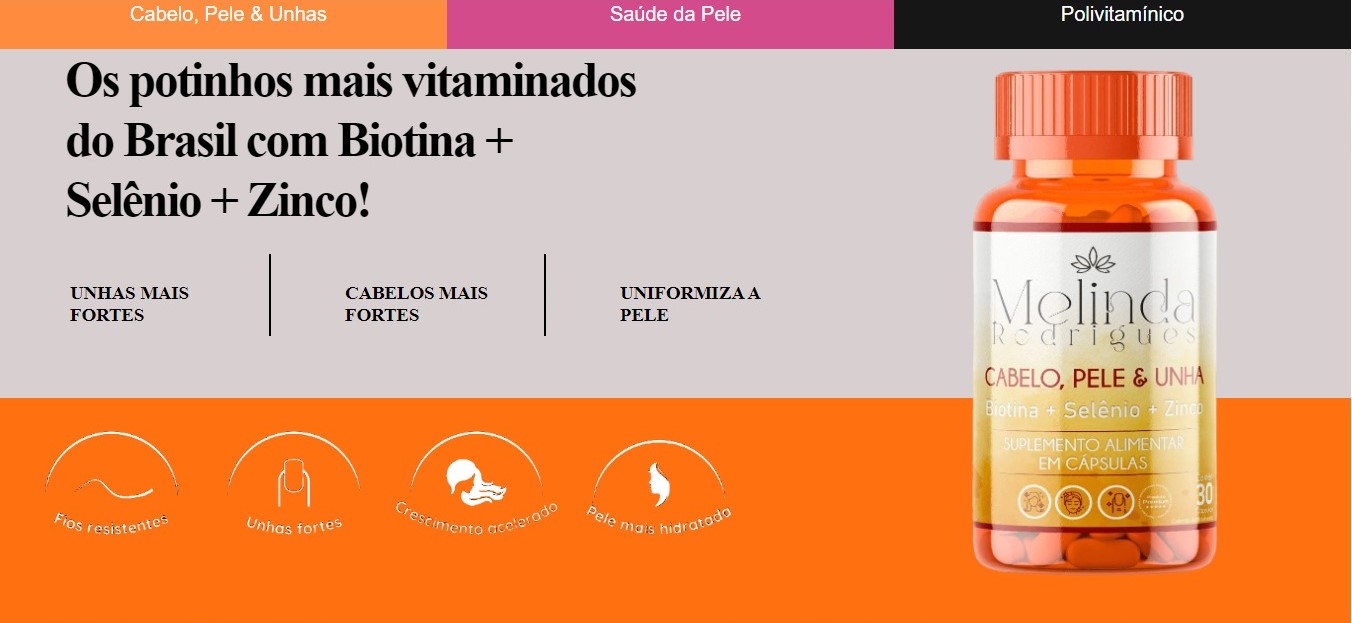 Cabelo, Pele & Unhas
Saúde da Pele
Polivitamínico
Os potinhos mais vitaminados
do Brasil com Biotina +
Selênio + Zinco!
UNHAS MAIS
FORTES
CABELOS MAIS
FORTES
UNIFORMIZA A
PELE
Fios resistentes
Unhas fortes
Crescimento acelerado
Pele mais hidratada
Melinda
Rodrigues
CABELO, PELE & UNHA
Biotina + Selênio + Zinco
SUPLEMENTO ALIMENTAR
EM CÁPSULAS
30